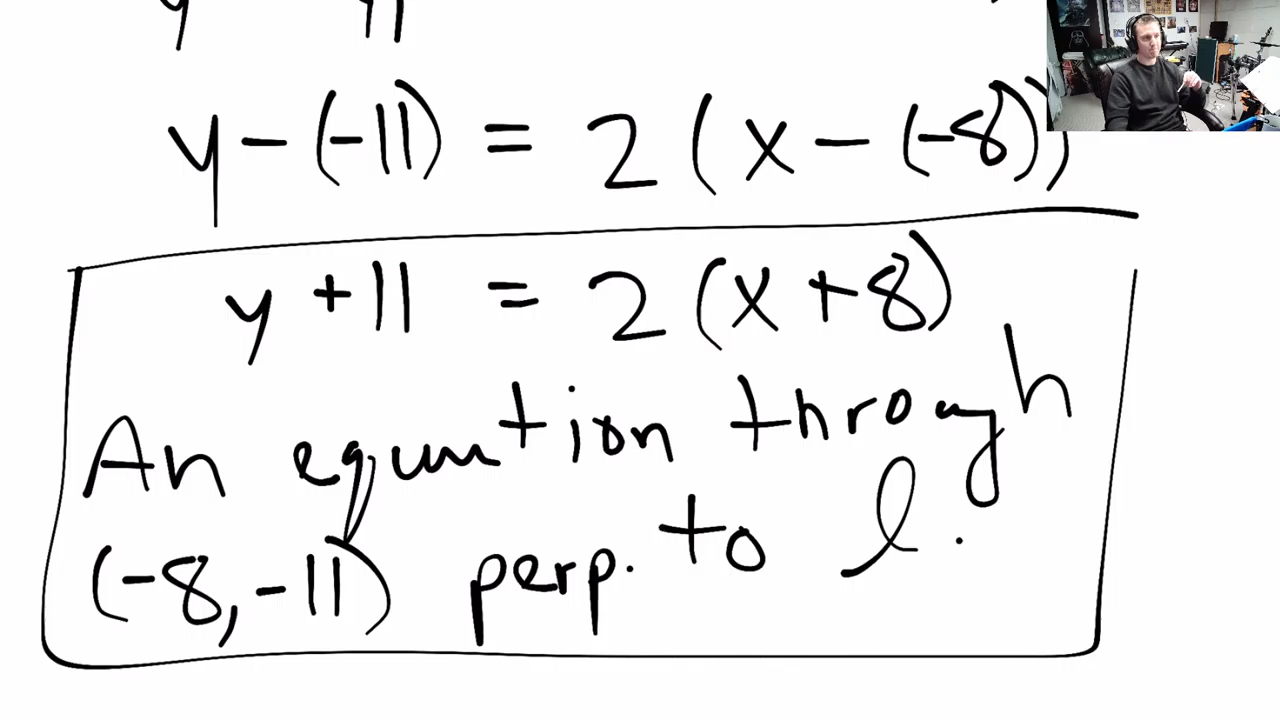 y - (-11) = 2 (x - (-8))
y + 11 = 2 (x + 8)
An equation through
(-8, -11) perp. to l.